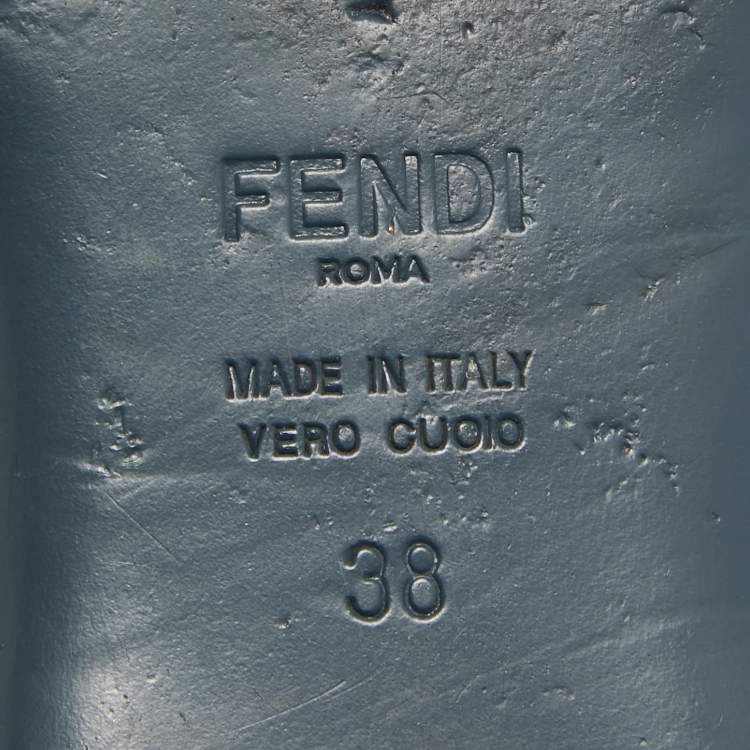 FENDI
ROMA
MADE IN ITALY
VERO CUOIO
38